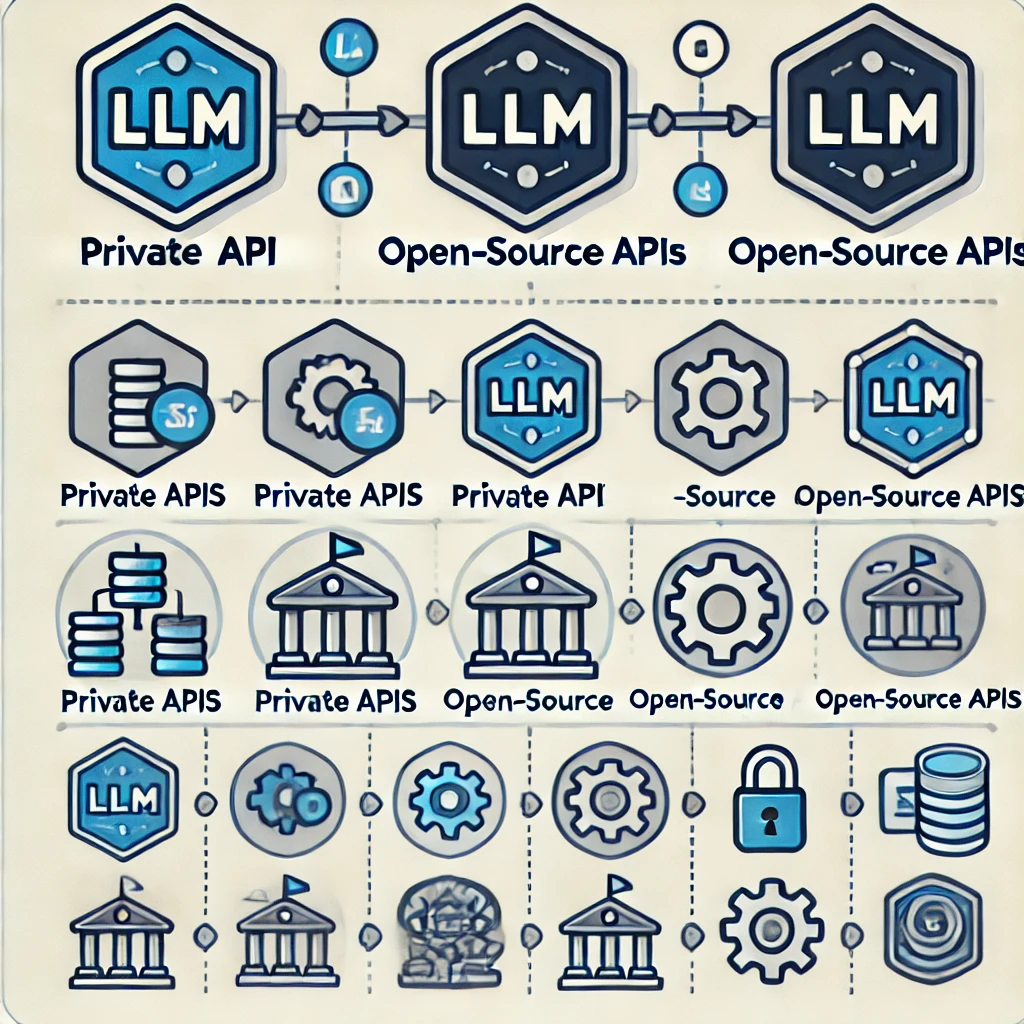 LLM LLM LLM
Private API Open-Source APIs Open-Source APIs
LLM LLM
Private APIS Private APIS Private API -Source Open-Source APIS
Private APIS Private APIS Open-Source Open-Source Open-Source APIS
LLM